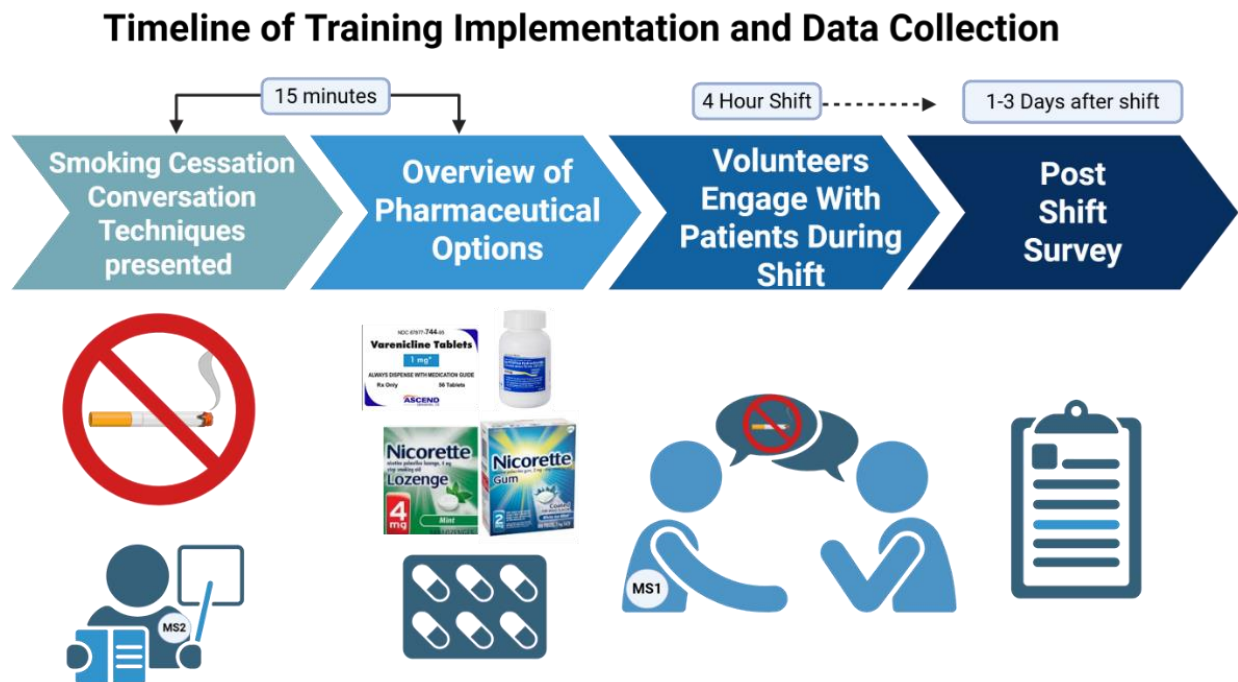 Timeline of Training Implementation and Data Collection
15 minutes
4 Hour Shift
1-3 Days after shift
Smoking Cessation
Conversation
Techniques
presented
Overview of
Pharmaceutical
Options
Volunteers
Engage With
Patients During
Shift
Post
Shift
Survey
Varenicline Tablets
1 mg*
ALWAYS DISPENSE WITH MEDICATION GUIDE
Rx Only
56 Tablets
ASCEND
Nicorette
Lozenge
4
mg
Mint
Nicorette
Gum
2
mg
MS2
MS1